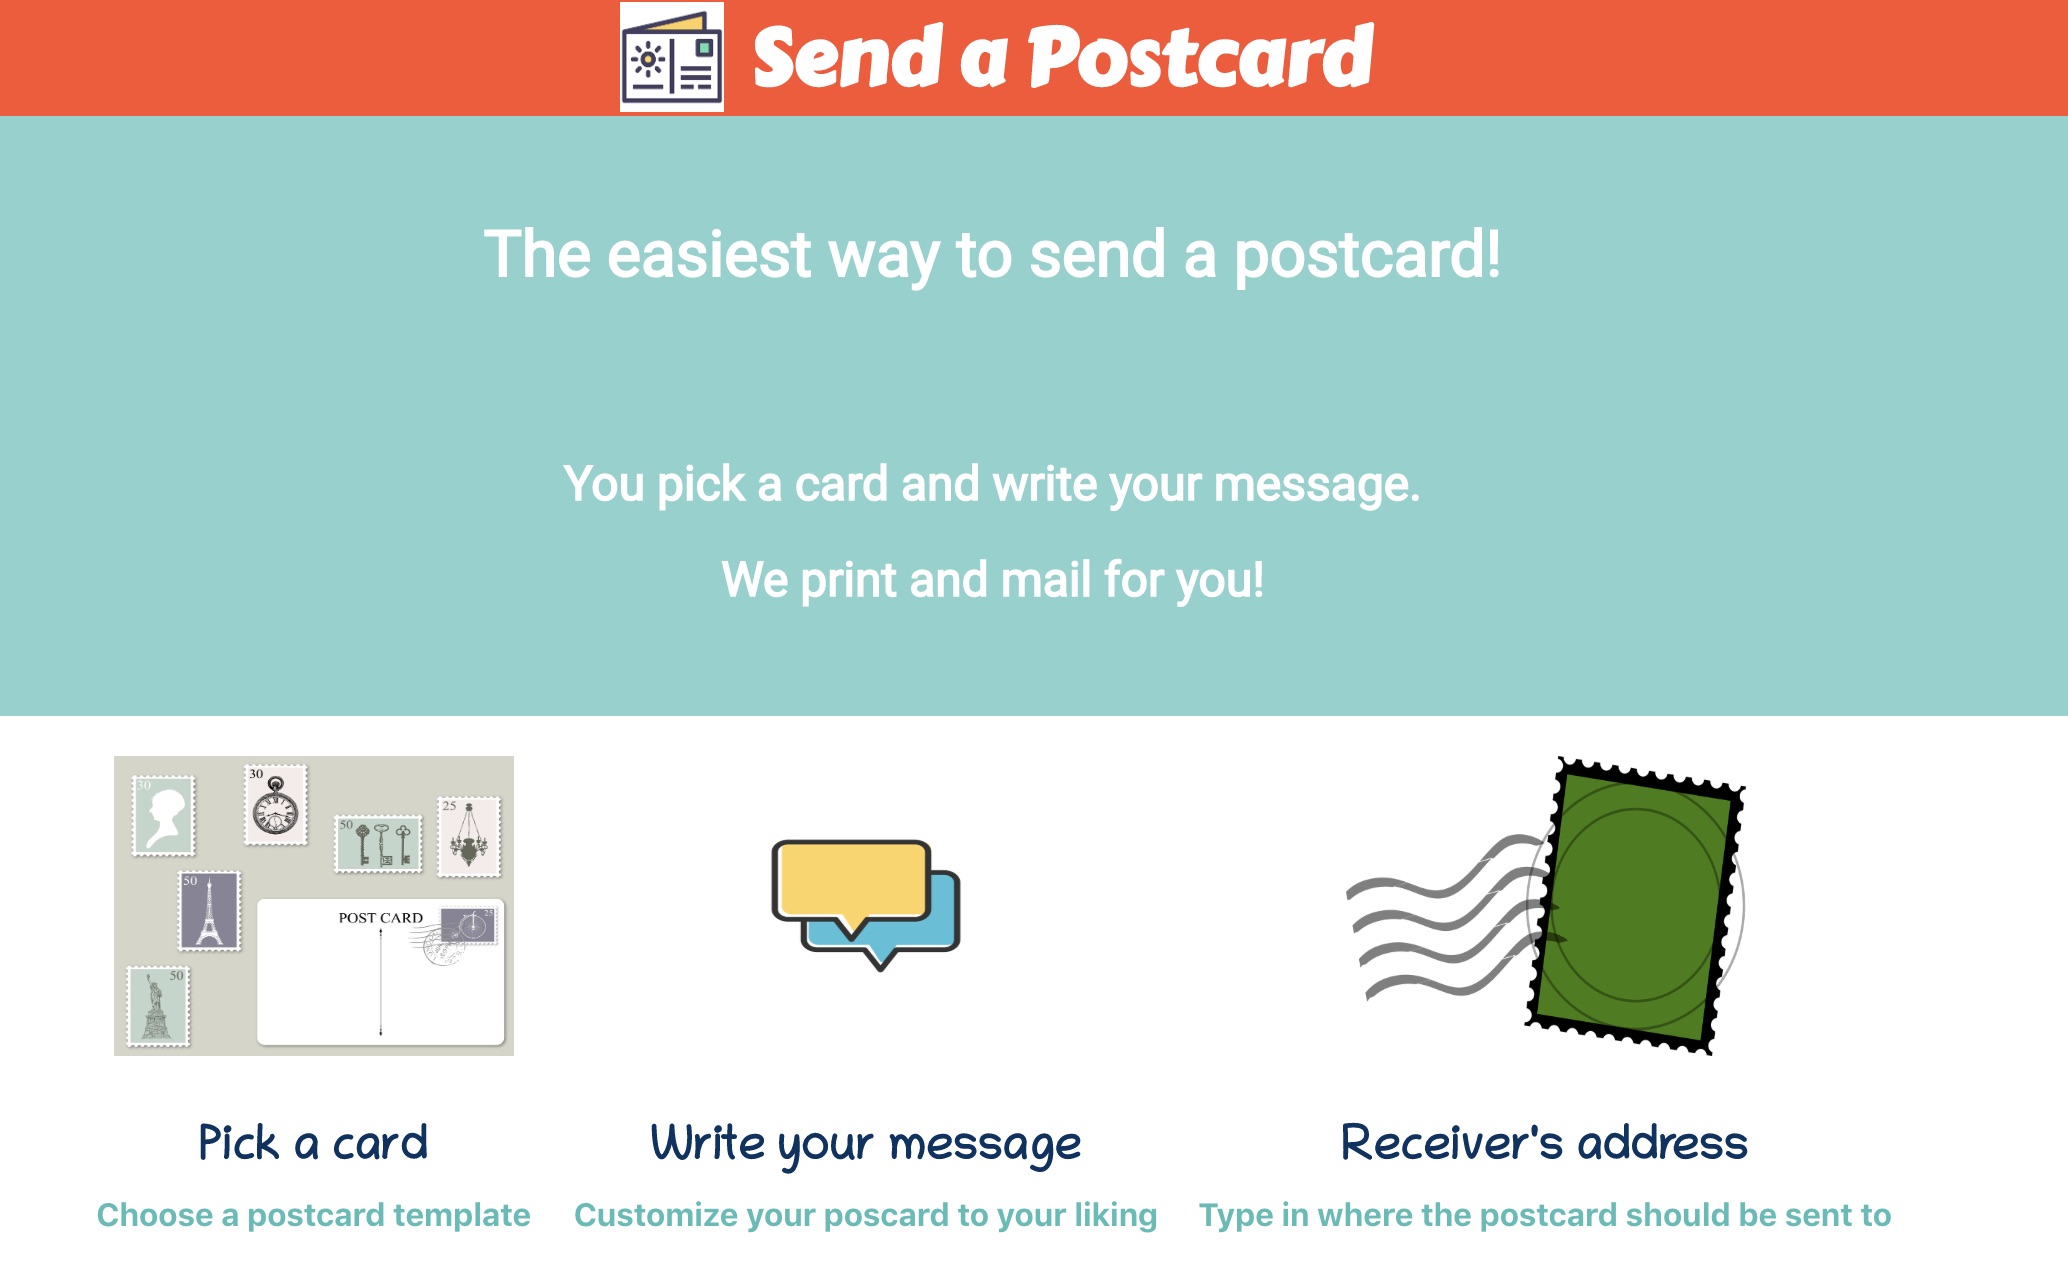 Send a Postcard
The easiest way to send a postcard!
You pick a card and write your message.
We print and mail for you!
30
30
50
25
50
POST CARD
25
50
Pick a card
Write your message
Receiver's address
Choose a postcard template
Customize your poscard to your liking
Type in where the postcard should be sent to